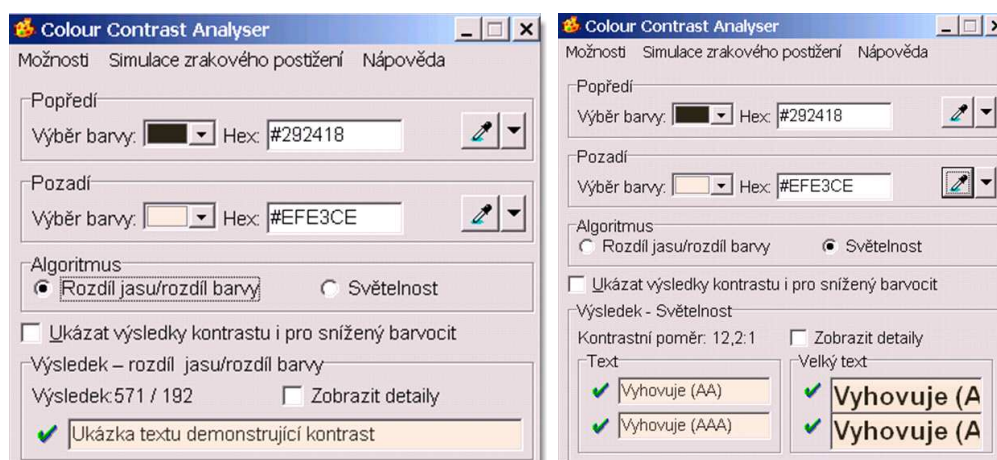 Colour Contrast Analyser
Možnosti Simulace zrakového postižení Nápověda
Popředí
Výběr barvy: Hex: #292418
Pozadí
Výběr barvy: Hex: #EFE3CE
Algoritmus
Rozdíl jasu/rozdíl barvy Světelnost
Ukázat výsledky kontrastu i pro snížený barvocit
Výsledek – rozdíl jasu/rozdíl barvy
Výsledek:571 / 192 Zobrazit detaily
Ukázka textu demonstrující kontrast
Colour Contrast Analyser
Možnosti Simulace zrakového postižení Nápověda
Popředí
Výběr barvy: Hex: #292418
Pozadí
Výběr barvy: Hex: #EFE3CE
Algoritmus
Rozdíl jasu/rozdíl barvy Světelnost
Ukázat výsledky kontrastu i pro snížený barvocit
Výsledek - Světelnost
Kontrastní poměr: 12,2:1 Zobrazit detaily
Text Velký text
Vyhovuje (AA) Vyhovuje (A
Vyhovuje (AAA) Vyhovuje (A